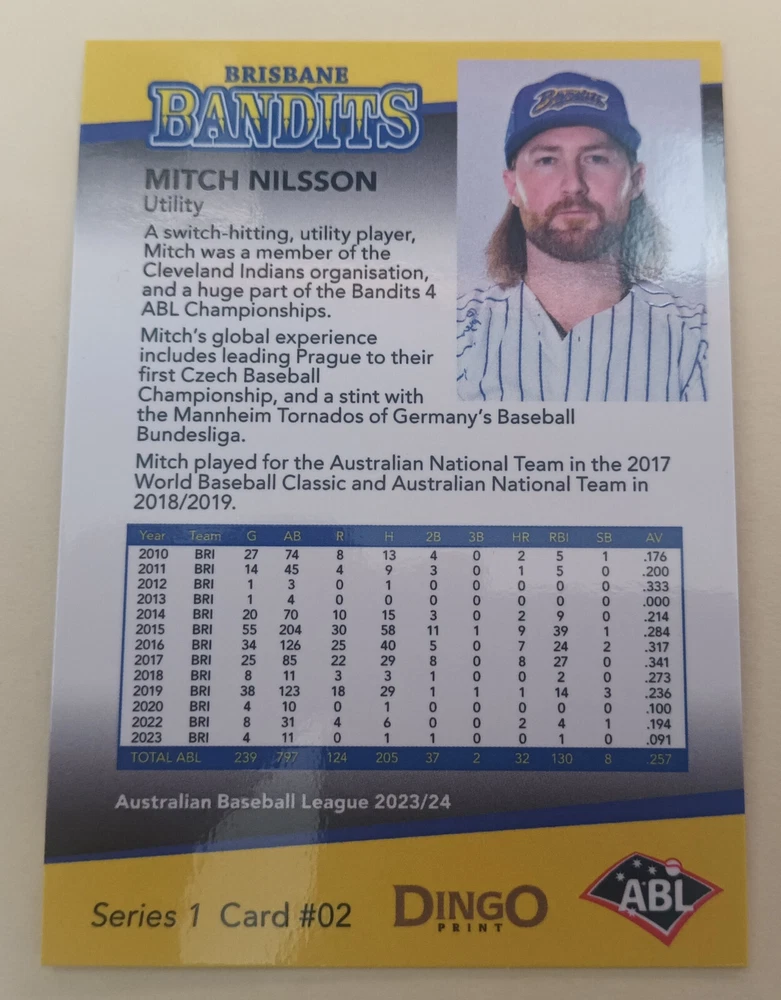 BRISBANE
BANDITS
MITCH NILSSON
Utility
A switch-hitting, utility player,
Mitch was a member of the
Cleveland Indians organisation,
and a huge part of the Bandits 4
ABL Championships.
Mitch's global experience
includes leading Prague to their
first Czech Baseball
Championship, and a stint with
the Mannheim Tornados of Germany's Baseball
Bundesliga.
Mitch played for the Australian National Team in the 2017
World Baseball Classic and Australian National Team in
2018/2019.
Year Team G AB R H 2B 3B HR RBI SB AV
2010 BRI 27 74 8 13 4 0 2 5 1 .176
2011 BRI 14 45 4 9 3 0 1 5 0 .200
2012 BRI 1 3 0 1 0 0 0 0 0 .333
2013 BRI 1 4 0 0 0 0 0 0 0 .000
2014 BRI 20 70 10 15 3 0 2 9 0 .214
2015 BRI 55 204 30 58 11 1 9 39 1 .284
2016 BRI 34 126 25 40 5 0 7 24 2 .317
2017 BRI 25 85 22 29 8 0 8 27 0 .341
2018 BRI 8 11 3 3 1 0 0 2 0 .273
2019 BRI 38 123 18 29 1 1 1 14 3 .236
2020 BRI 4 10 0 1 0 0 0 0 0 .100
2022 BRI 8 31 4 6 0 0 2 4 1 .194
2023 BRI 4 11 0 1 1 0 0 1 0 .091
TOTAL ABL 239 797 124 205 37 2 32 130 8 .257
Australian Baseball League 2023/24
Series 1 Card #02
DINGO
PRINT
ABL